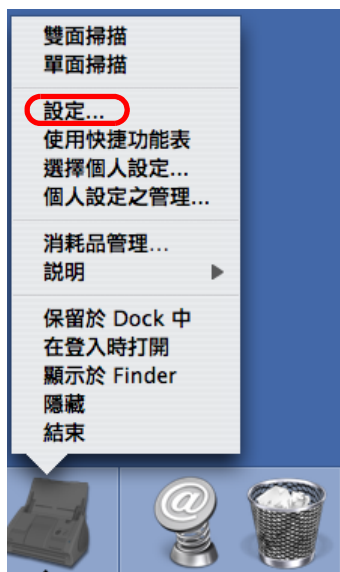 雙面掃描
單面掃描
設定...
使用快捷功能表
選擇個人設定...
個人設定之管理...
消耗品管理...
說明
保留於 Dock 中
在登入時打開
顯示於 Finder
隱藏
結束
@